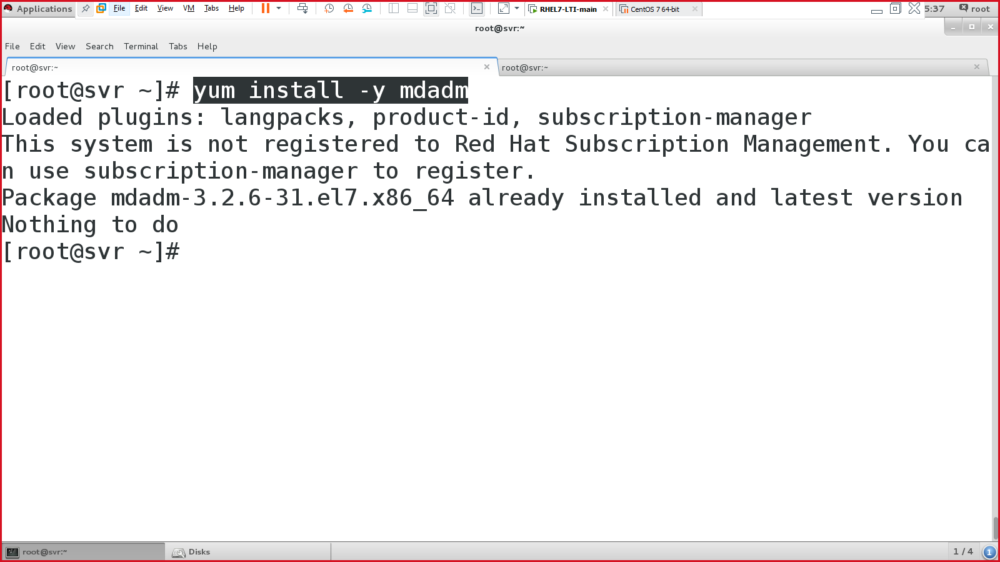 Applications File Edit View VM Tabs Help RHEL7-LTI-main CentOS 7 64-bit 5:37 root
root@svr:~
File Edit View Search Terminal Tabs Help
root@svr:~ root@svr:~
[root@svr ~]# yum install -y mdadm
Loaded plugins: langpacks, product-id, subscription-manager
This system is not registered to Red Hat Subscription Management. You ca
n use subscription-manager to register.
Package mdadm-3.2.6-31.el7.x86_64 already installed and latest version
Nothing to do
[root@svr ~]#
root@svr:~ Disks 1 / 4 1